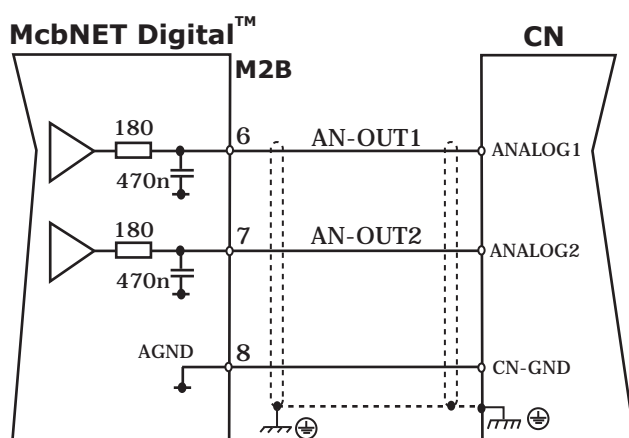 McbNET Digital™
CN
M2B
180
6
AN-OUT1
ANALOG1
470n
180
7
AN-OUT2
ANALOG2
470n
AGND
8
CN-GND